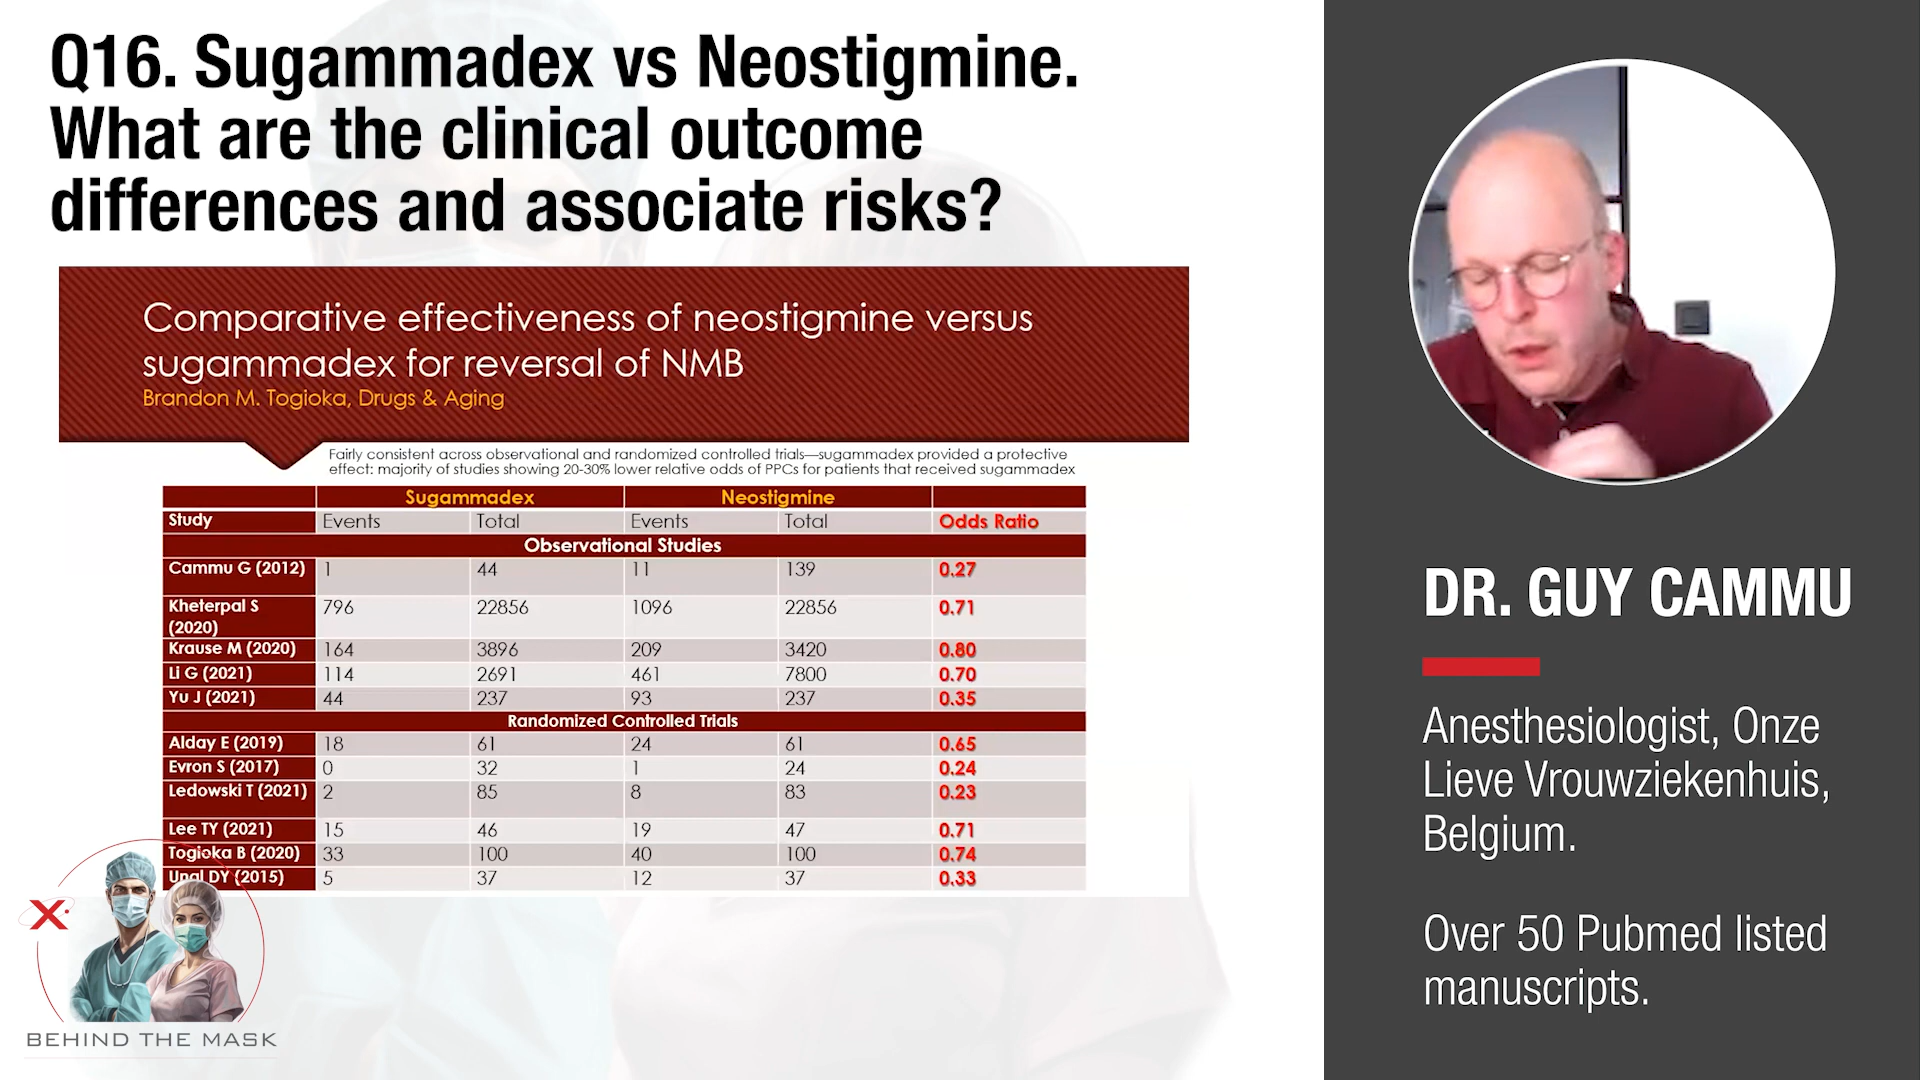 Q16. Sugammadex vs Neostigmine.
What are the clinical outcome
differences and associate risks?
Comparative effectiveness of neostigmine versus
sugammadex for reversal of NMB
Brandon M. Togioka, Drugs & Aging
Fairly consistent across observational and randomized controlled trials—sugammadex provided a protective
effect: majority of studies showing 20-30% lower relative odds of PPCs for patients that received sugammadex
Sugammadex Neostigmine
Study Events Total Events Total Odds Ratio
Observational Studies
Cammu G (2012) 1 44 11 139 0.27
Kheterpal S
(2020) 796 22856 1096 22856 0.71
Krause M (2020) 164 3896 209 3420 0.80
Li G (2021) 114 2691 461 7800 0.70
Yu J (2021) 44 237 93 237 0.35
Randomized Controlled Trials
Alday E (2019) 18 61 24 61 0.65
Evron S (2017) 0 32 1 24 0.24
Ledowski T (2021) 2 85 8 83 0.23
Lee TY (2021) 15 46 19 47 0.71
Togioka B (2020) 33 100 40 100 0.74
Unal DY (2015) 5 37 12 37 0.33
X
BEHIND THE MASK
DR. GUY CAMMU
Anesthesiologist, Onze
Lieve Vrouwziekenhuis,
Belgium.
Over 50 Pubmed listed
manuscripts.